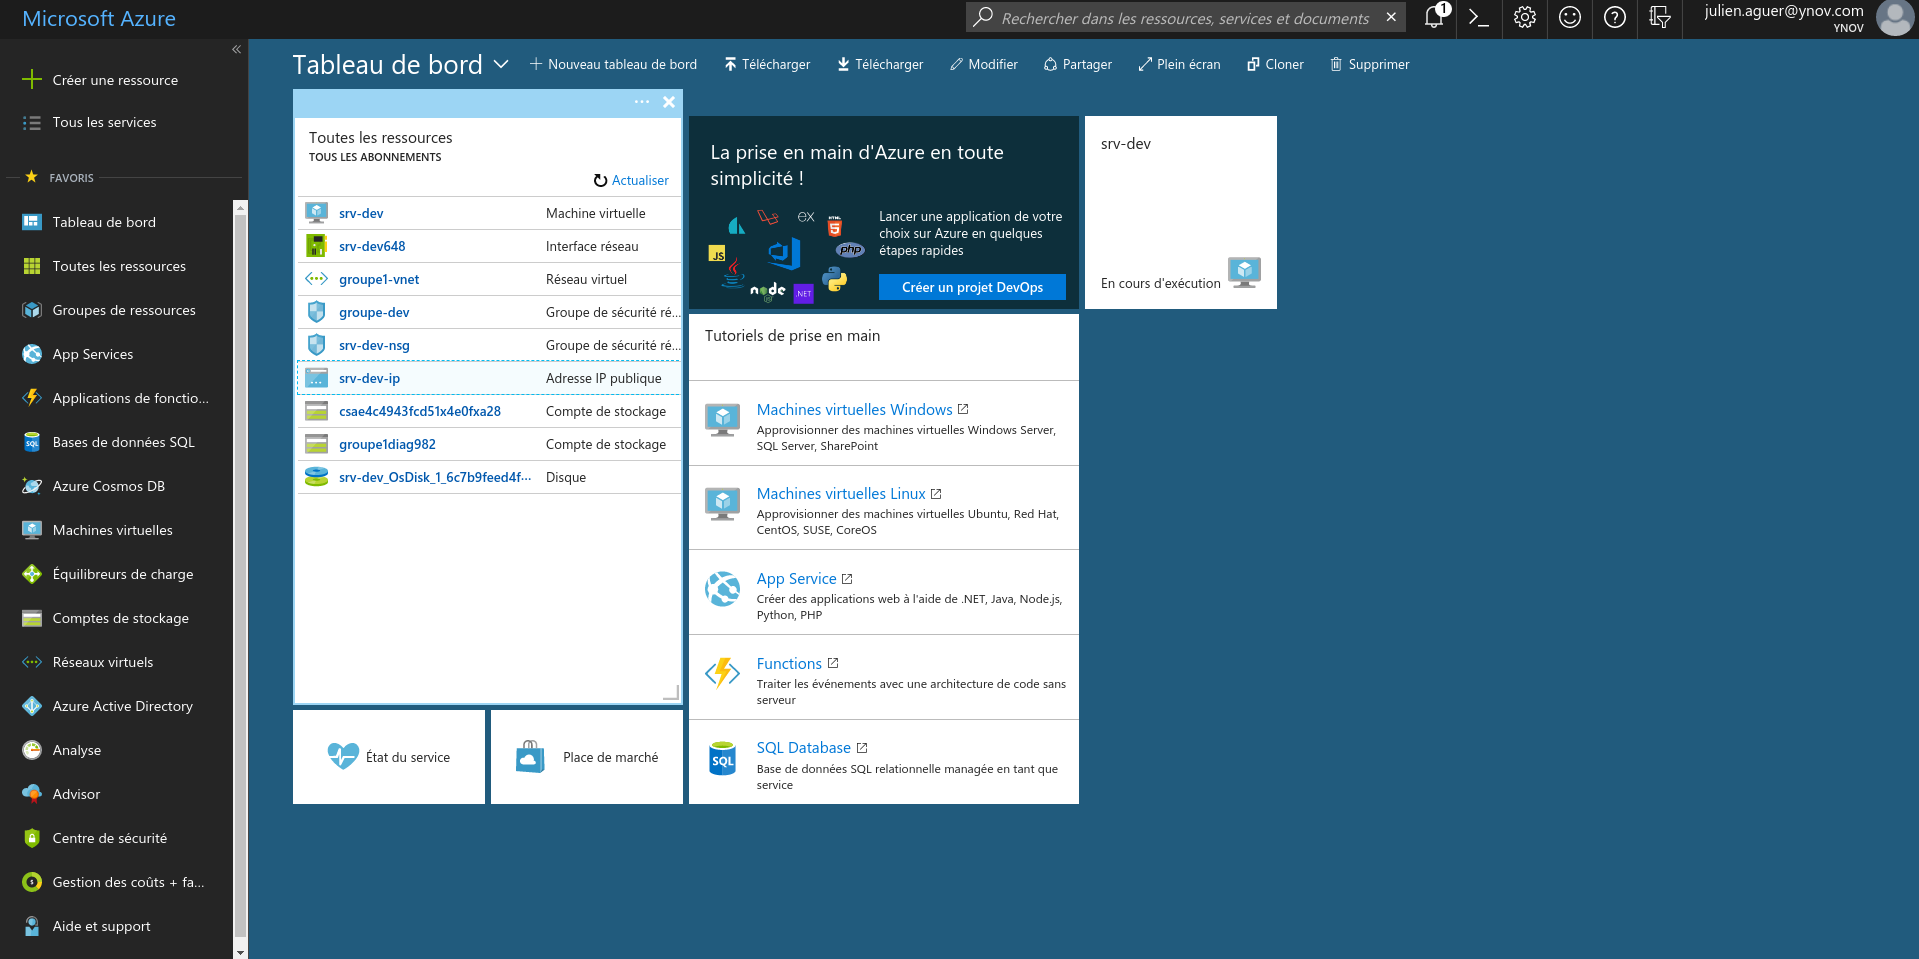 Microsoft Azure
Rechercher dans les ressources, services et documents
1
julien.aguer@ynov.com
YNOV
Créer une ressource
Tous les services
FAVORIS
Tableau de bord
Toutes les ressources
Groupes de ressources
App Services
Applications de fonctio...
Bases de données SQL
Azure Cosmos DB
Machines virtuelles
Équilibreurs de charge
Comptes de stockage
Réseaux virtuels
Azure Active Directory
Analyse
Advisor
Centre de sécurité
Gestion des coûts + fa...
Aide et support
Tableau de bord
Nouveau tableau de bord
Télécharger
Télécharger
Modifier
Partager
Plein écran
Cloner
Supprimer
Toutes les ressources
TOUS LES ABONNEMENTS
Actualiser
srv-dev Machine virtuelle
srv-dev648 Interface réseau
groupe1-vnet Réseau virtuel
groupe-dev Groupe de sécurité ré...
srv-dev-nsg Groupe de sécurité ré...
srv-dev-ip Adresse IP publique
csae4c4943fcd51x4e0fxa28 Compte de stockage
groupe1diag982 Compte de stockage
srv-dev_OsDisk_1_6c7b9feed4f... Disque
État du service
Place de marché
La prise en main d'Azure en toute
simplicité !
EX
HTML
5
JS
php
node
.NET
Lancer une application de votre
choix sur Azure en quelques
étapes rapides
Créer un projet DevOps
Tutoriels de prise en main
Machines virtuelles Windows
Approvisionner des machines virtuelles Windows Server,
SQL Server, SharePoint
Machines virtuelles Linux
Approvisionner des machines virtuelles Ubuntu, Red Hat,
CentOS, SUSE, CoreOS
App Service
Créer des applications web à l'aide de .NET, Java, Node.js,
Python, PHP
Functions
Traiter les événements avec une architecture de code sans
serveur
SQL
SQL Database
Base de données SQL relationnelle managée en tant que
service
srv-dev
En cours d'exécution